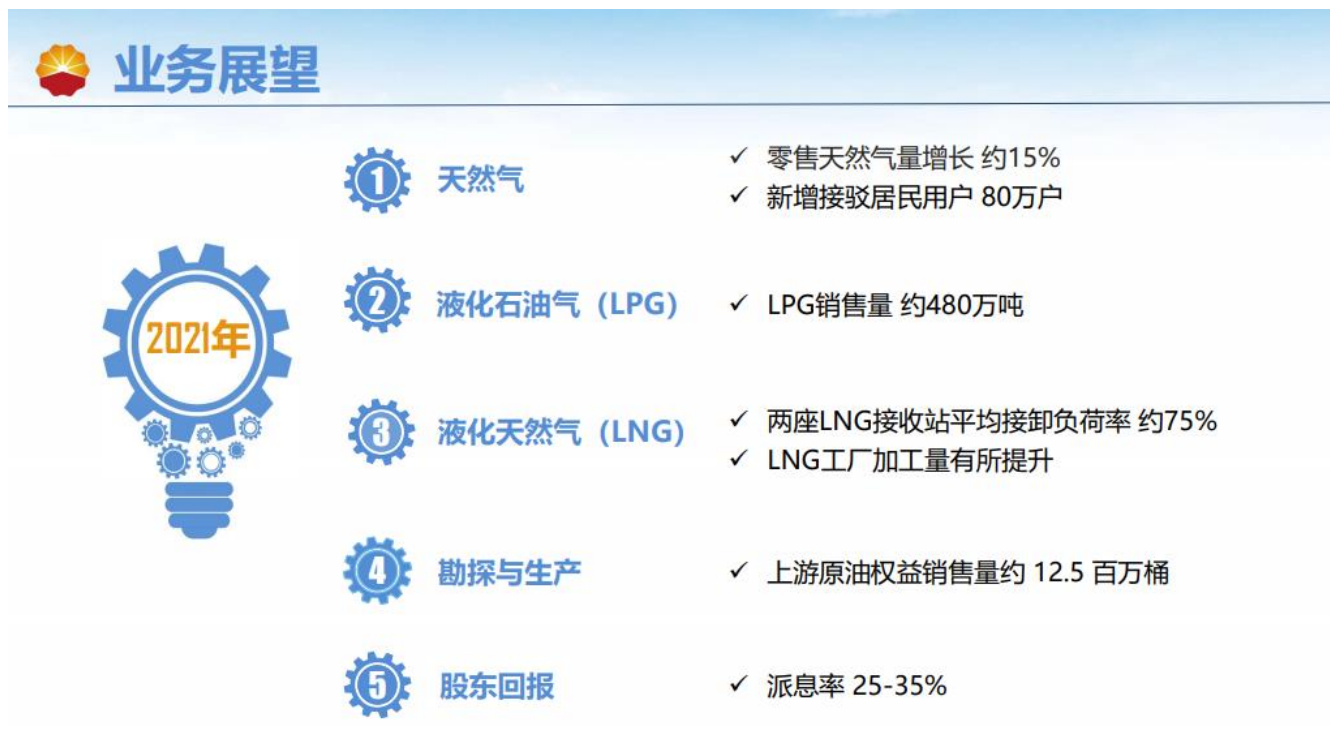 业务展望
2021年
1
天然气
✓ 零售天然气量增长 约15%
✓ 新增接驳居民用户 80万户
2
液化石油气（LPG）
✓ LPG销售量 约480万吨
3
液化天然气（LNG）
✓ 两座LNG接收站平均接卸负荷率 约75%
✓ LNG工厂加工量有所提升
4
勘探与生产
✓ 上游原油权益销售量约 12.5 百万桶
5
股东回报
✓ 派息率 25-35%